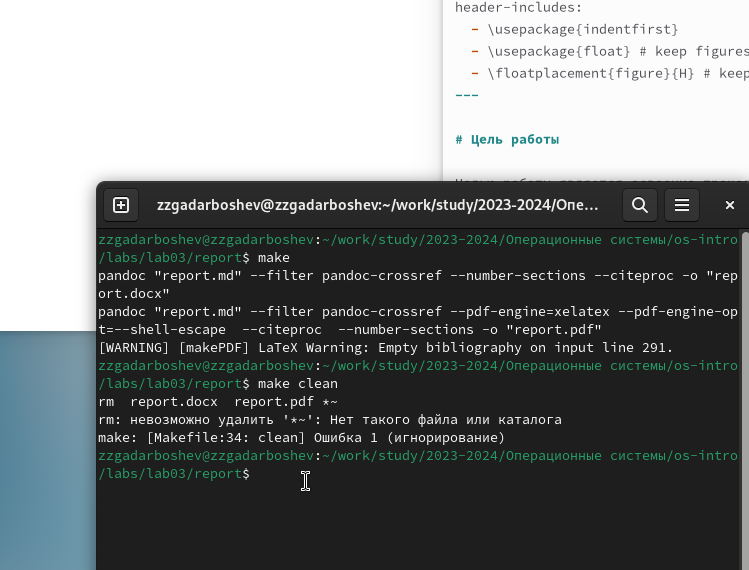 header-includes:
- \usepackage{indentfirst}
- \usepackage{float} # keep figures
- \floatplacement{figure}{H} # keep
---
# Цель работы
zzgadarboshev@zzgadarboshev:~/work/study/2023-2024/Опе...
zzgadarboshev@zzgadarboshev:~/work/study/2023-2024/Операционные системы/os-intro
/labs/lab03/report$ make
pandoc "report.md" --filter pandoc-crossref --number-sections --citeproc -o "rep
ort.docx"
pandoc "report.md" --filter pandoc-crossref --pdf-engine=xelatex --pdf-engine-op
t=--shell-escape  --citeproc  --number-sections -o "report.pdf"
[WARNING] [makePDF] LaTeX Warning: Empty bibliography on input line 291.
zzgadarboshev@zzgadarboshev:~/work/study/2023-2024/Операционные системы/os-intro
/labs/lab03/report$ make clean
rm  report.docx  report.pdf *~
rm: невозможно удалить '*~': Нет такого файла или каталога
make: [Makefile:34: clean] Ошибка 1 (игнорирование)
zzgadarboshev@zzgadarboshev:~/work/study/2023-2024/Операционные системы/os-intro
/labs/lab03/report$